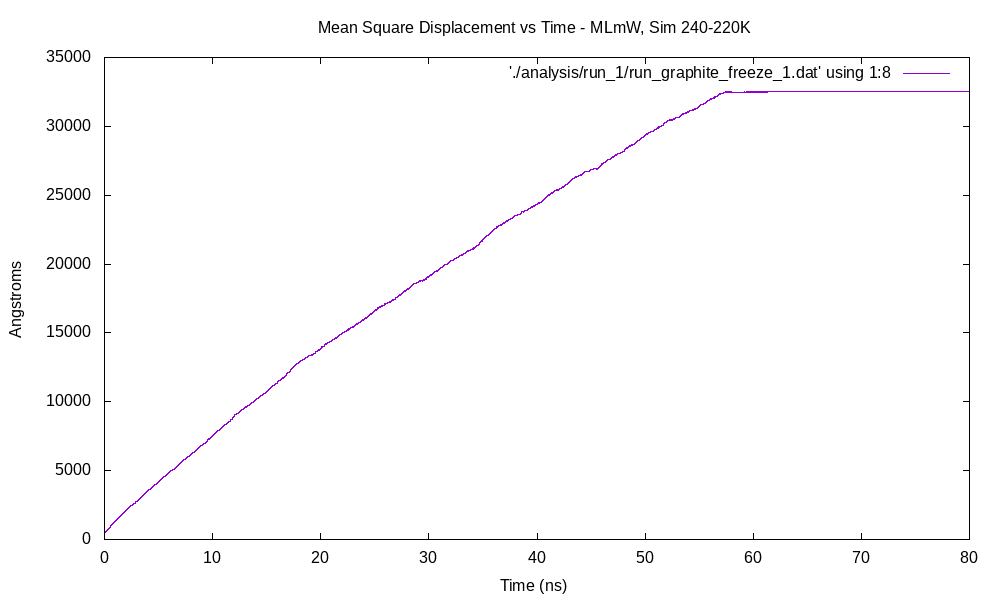 Mean Square Displacement vs Time - MLmW, Sim 240-220K
'./analysis/run_1/run_graphite_freeze_1.dat' using 1:8
35000
30000
25000
20000
15000
10000
5000
0
Angstroms
0 10 20 30 40 50 60 70 80
Time (ns)